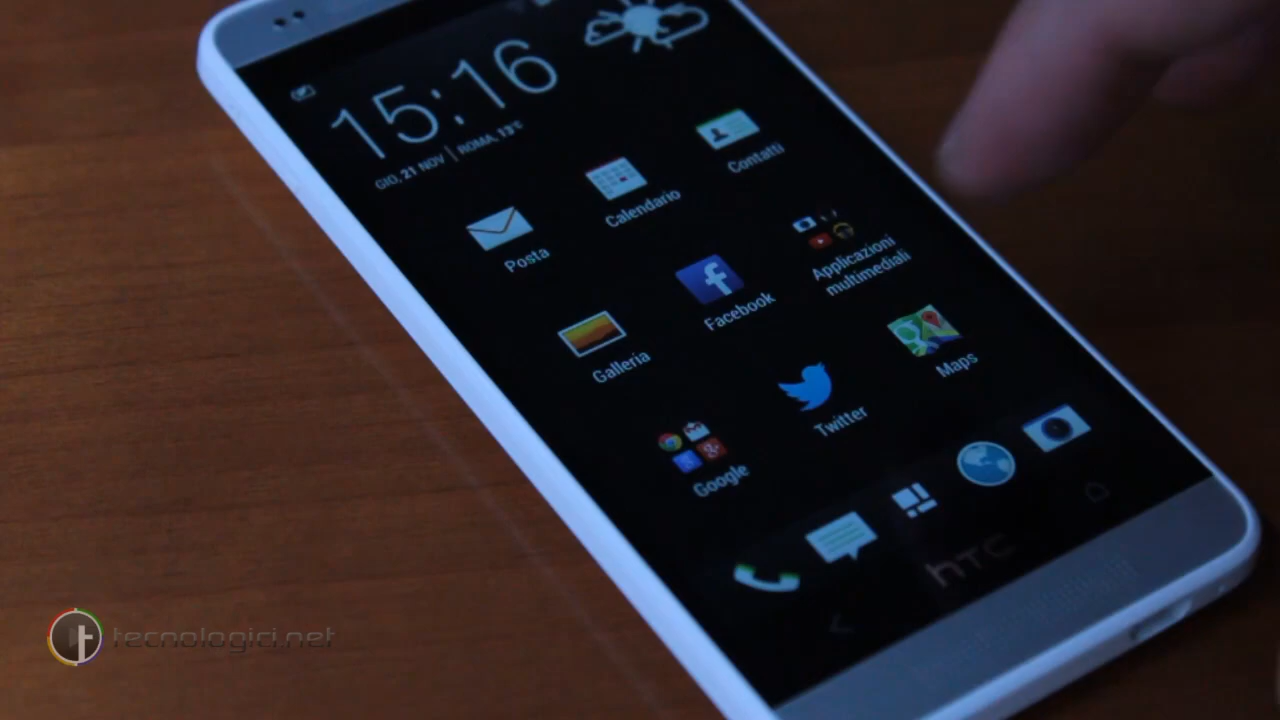 15:16
GIO, 21 NOV | ROMA, 13°C
Contatti
Calendario
Posta
Applicazioni
multimediali
Facebook
Galleria
Maps
Twitter
Google
hTC
tecnologici.net